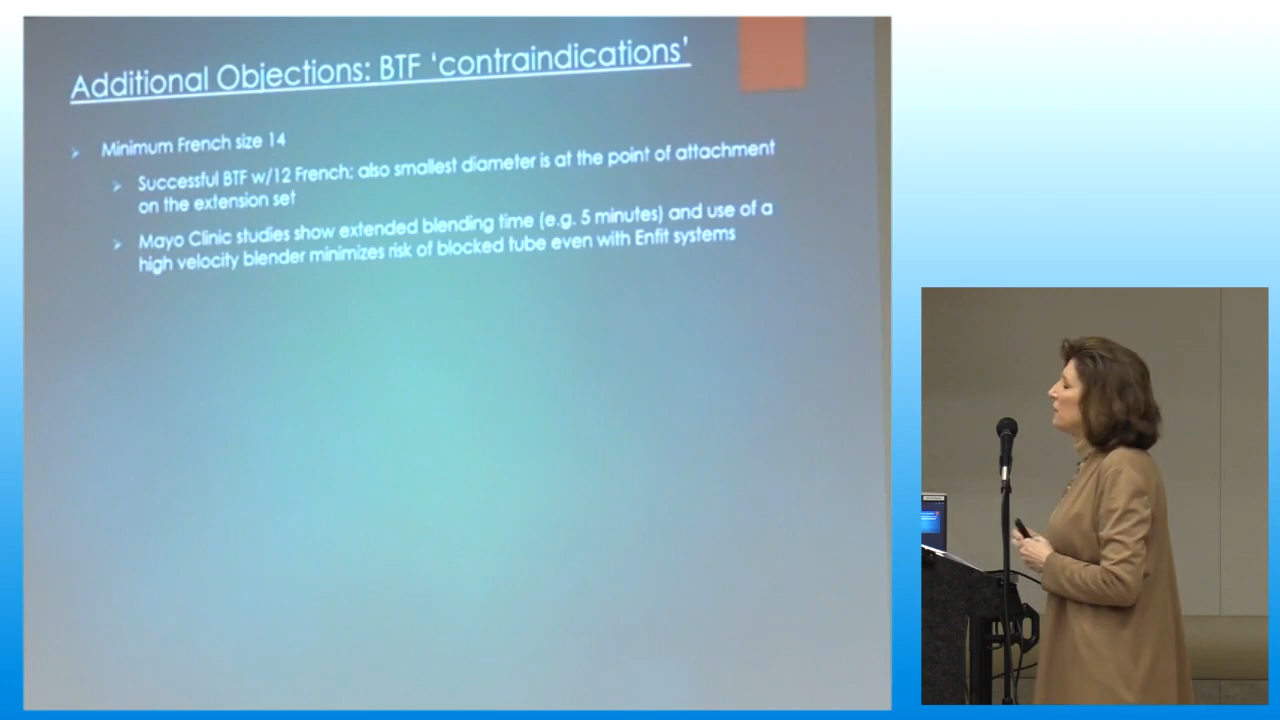 Additional Objections: BTF ‘contraindications’
Minimum French size 14
Successful BTF w/12 French; also smallest diameter is at the point of attachment
on the extension set
Mayo Clinic studies show extended blending time (e.g. 5 minutes) and use of a
high velocity blender minimizes risk of blocked tube even with Enfit systems